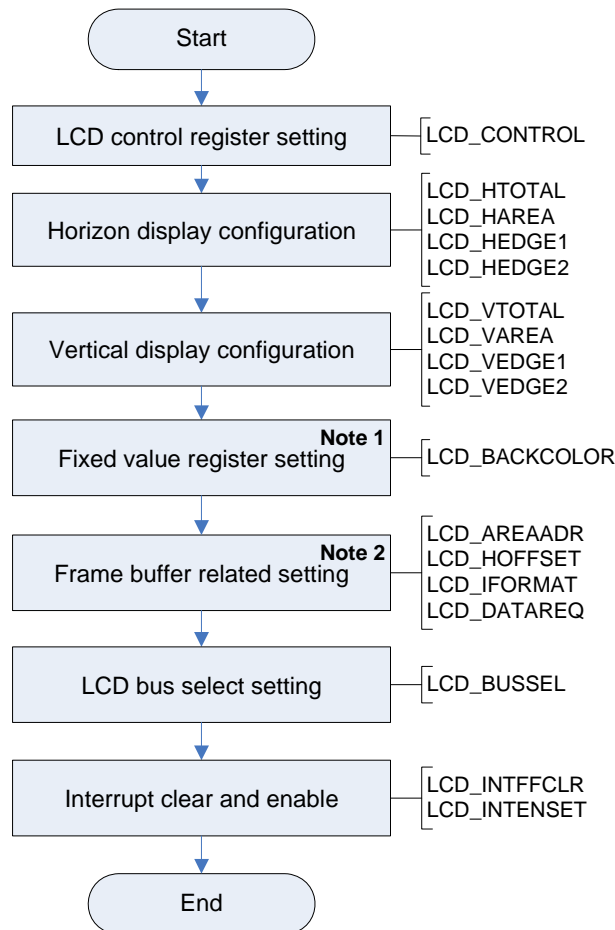 Start
LCD control register setting
LCD_CONTROL
Horizon display configuration
LCD_HTOTAL
LCD_HAREA
LCD_HEDGE1
LCD_HEDGE2
Vertical display configuration
LCD_VTOTAL
LCD_VAREA
LCD_VEDGE1
LCD_VEDGE2
Note 1
Fixed value register setting
LCD_BACKCOLOR
Note 2
Frame buffer related setting
LCD_AREAADR
LCD_HOFFSET
LCD_IFORMAT
LCD_DATAREQ
LCD bus select setting
LCD_BUSSEL
Interrupt clear and enable
LCD_INTFFCLR
LCD_INTENSET
End